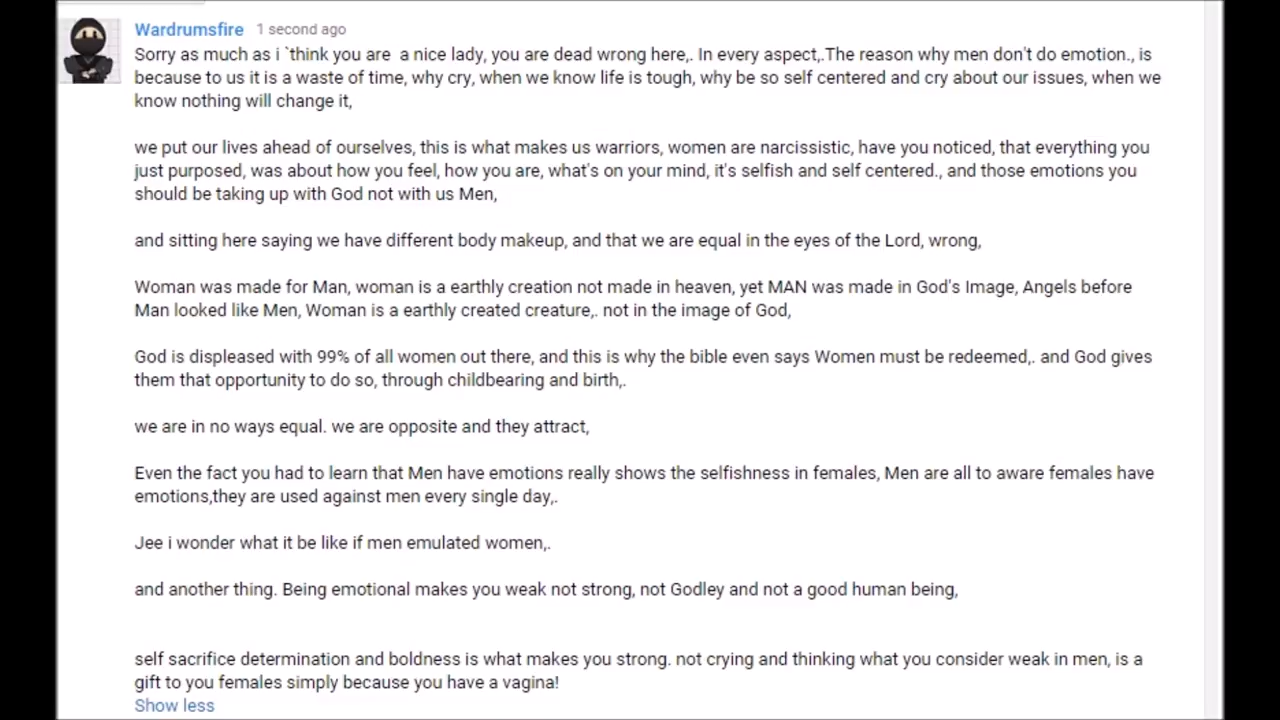 Wardrumsfire 1 second ago
Sorry as much as i `think you are a nice lady, you are dead wrong here,. In every aspect,.The reason why men don't do emotion., is
because to us it is a waste of time, why cry, when we know life is tough, why be so self centered and cry about our issues, when we
know nothing will change it,
we put our lives ahead of ourselves, this is what makes us warriors, women are narcissistic, have you noticed, that everything you
just purposed, was about how you feel, how you are, what's on your mind, it's selfish and self centered., and those emotions you
should be taking up with God not with us Men,
and sitting here saying we have different body makeup, and that we are equal in the eyes of the Lord, wrong,
Woman was made for Man, woman is a earthly creation not made in heaven, yet MAN was made in God's Image, Angels before
Man looked like Men, Woman is a earthly created creature,. not in the image of God,
God is displeased with 99% of all women out there, and this is why the bible even says Women must be redeemed,. and God gives
them that opportunity to do so, through childbearing and birth,.
we are in no ways equal. we are opposite and they attract,
Even the fact you had to learn that Men have emotions really shows the selfishness in females, Men are all to aware females have
emotions,they are used against men every single day,.
Jee i wonder what it be like if men emulated women,.
and another thing. Being emotional makes you weak not strong, not Godley and not a good human being,
self sacrifice determination and boldness is what makes you strong. not crying and thinking what you consider weak in men, is a
gift to you females simply because you have a vagina!
Show less